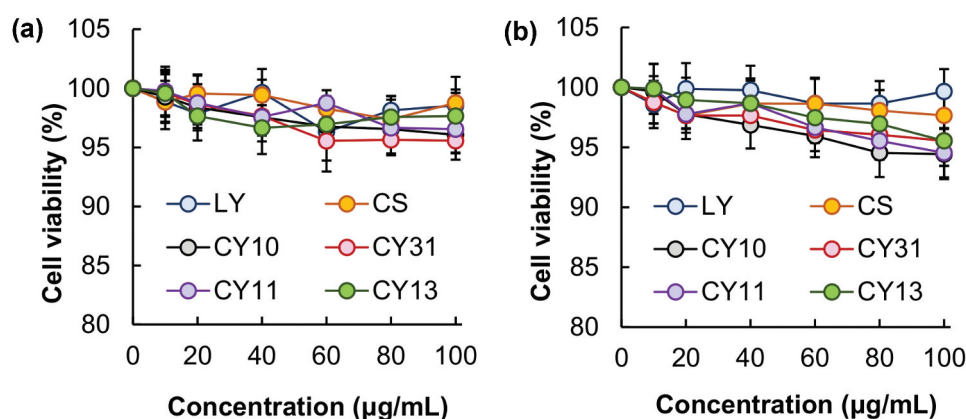 (a)
Cell viability (%)
105
100
95
90
85
80
LY
CS
CY10
CY31
CY11
CY13
0 20 40 60 80 100
Concentration (µg/mL)
(b)
Cell viability (%)
105
100
95
90
85
80
LY
CS
CY10
CY31
CY11
CY13
0 20 40 60 80 100
Concentration (µg/mL)